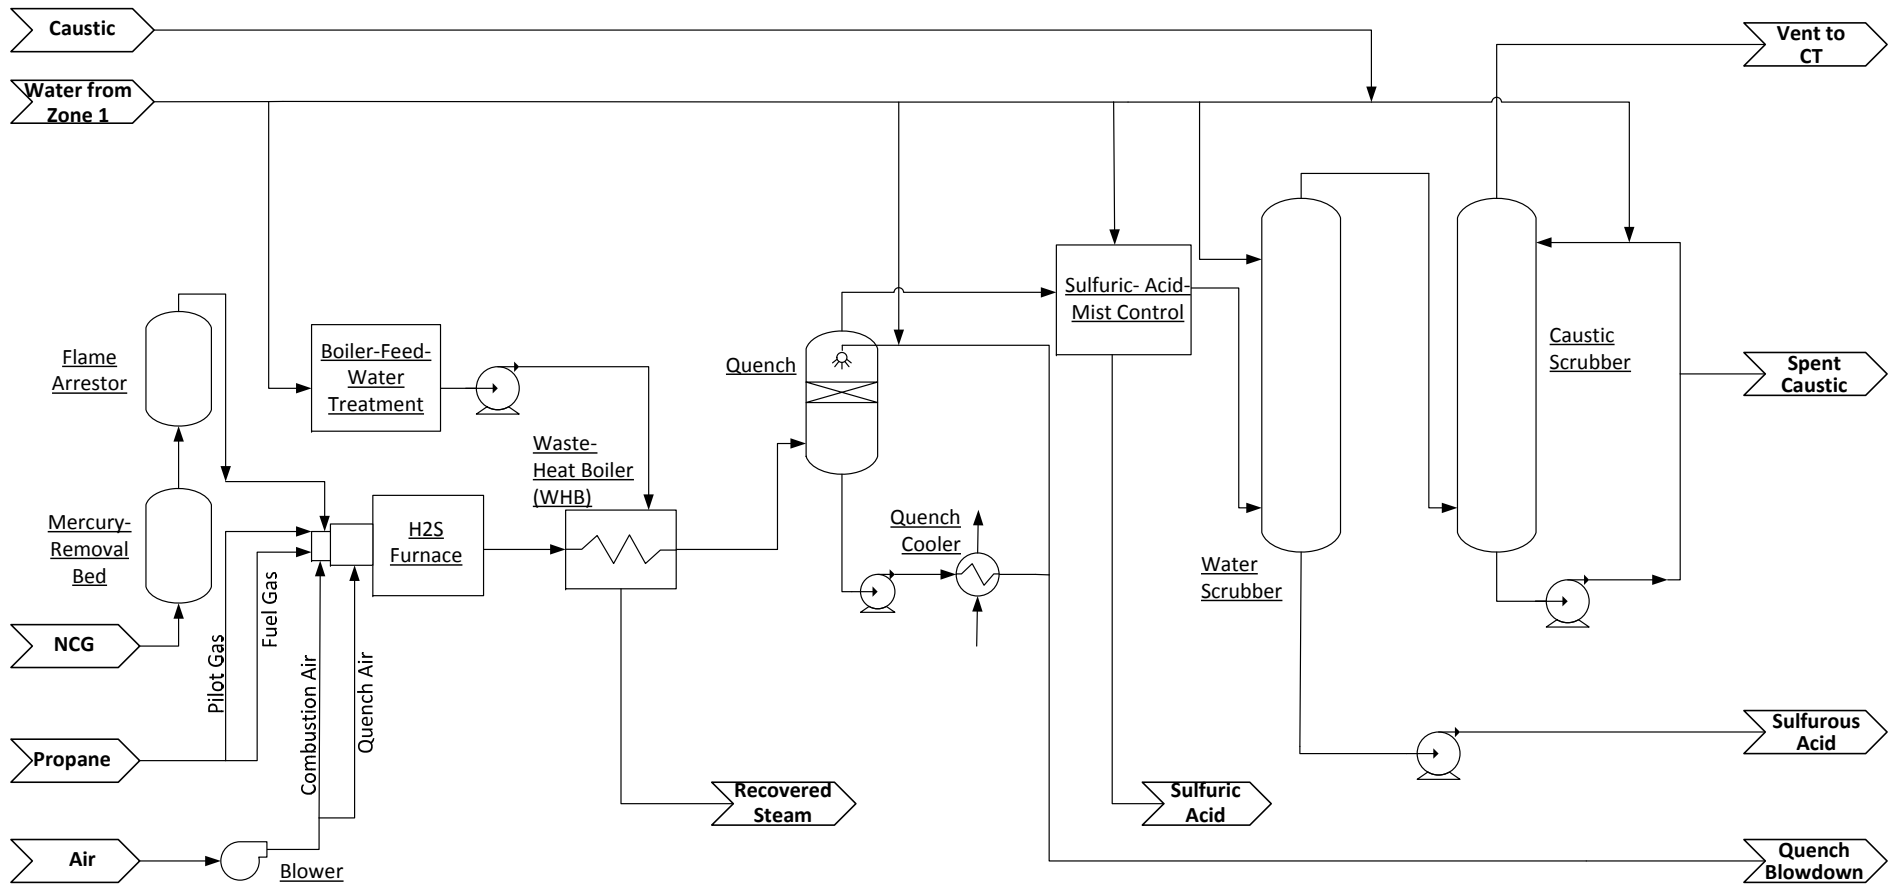 Caustic
Vent to
CT
Water from
Zone 1
Sulfuric- Acid-
Mist Control
Flame
Arrestor
Boiler-Feed-
Water
Treatment
Quench
Caustic
Scrubber
Spent
Caustic
Waste-
Heat Boiler
(WHB)
Mercury-
Removal
Bed
H2S
Furnace
Quench
Cooler
Water
Scrubber
NCG
Pilot Gas
Fuel Gas
Combustion Air
Quench Air
Propane
Sulfurous
Acid
Recovered
Steam
Sulfuric
Acid
Air
Blower
Quench
Blowdown